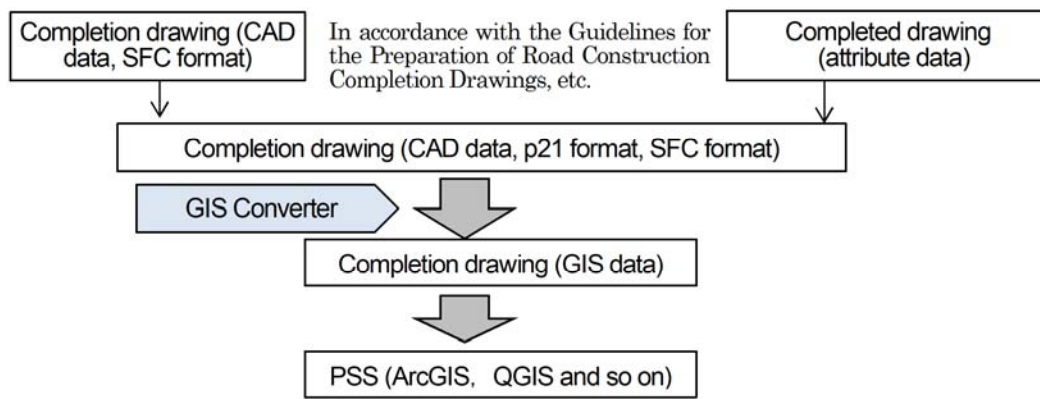 Completion drawing (CAD
data, SFC format)
In accordance with the Guidelines for
the Preparation of Road Construction
Completion Drawings, etc.
Completed drawing
(attribute data)
Completion drawing (CAD data, p21 format, SFC format)
GIS Converter
Completion drawing (GIS data)
PSS (ArcGIS, QGIS and so on)